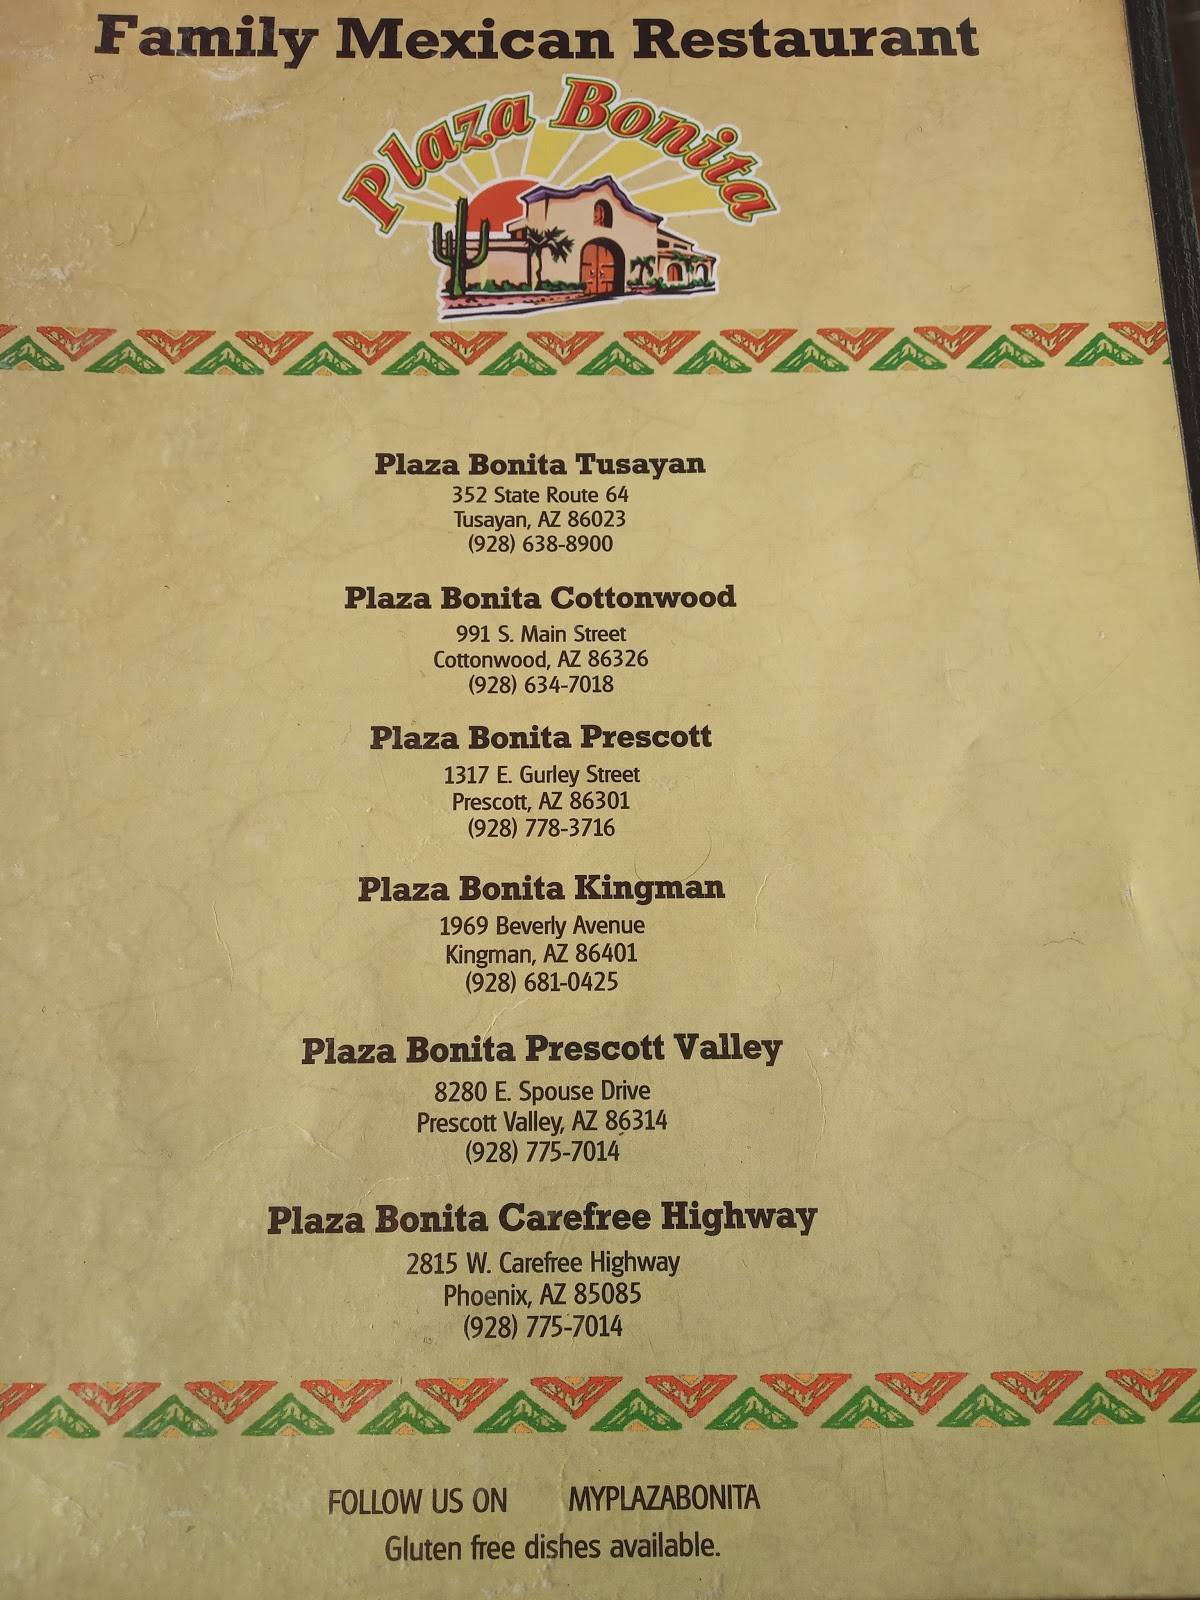 Family Mexican Restaurant
Plaza Bonita
Plaza Bonita Tusayan
352 State Route 64
Tusayan, AZ 86023
(928) 638-8900
Plaza Bonita Cottonwood
991 S. Main Street
Cottonwood, AZ 86326
(928) 634-7018
Plaza Bonita Prescott
1317 E. Gurley Street
Prescott, AZ 86301
(928) 778-3716
Plaza Bonita Kingman
1969 Beverly Avenue
Kingman, AZ 86401
(928) 681-0425
Plaza Bonita Prescott Valley
8280 E. Spouse Drive
Prescott Valley, AZ 86314
(928) 775-7014
Plaza Bonita Carefree Highway
2815 W. Carefree Highway
Phoenix, AZ 85085
(928) 775-7014
FOLLOW US ON MYPLAZABONITA
Gluten free dishes available.